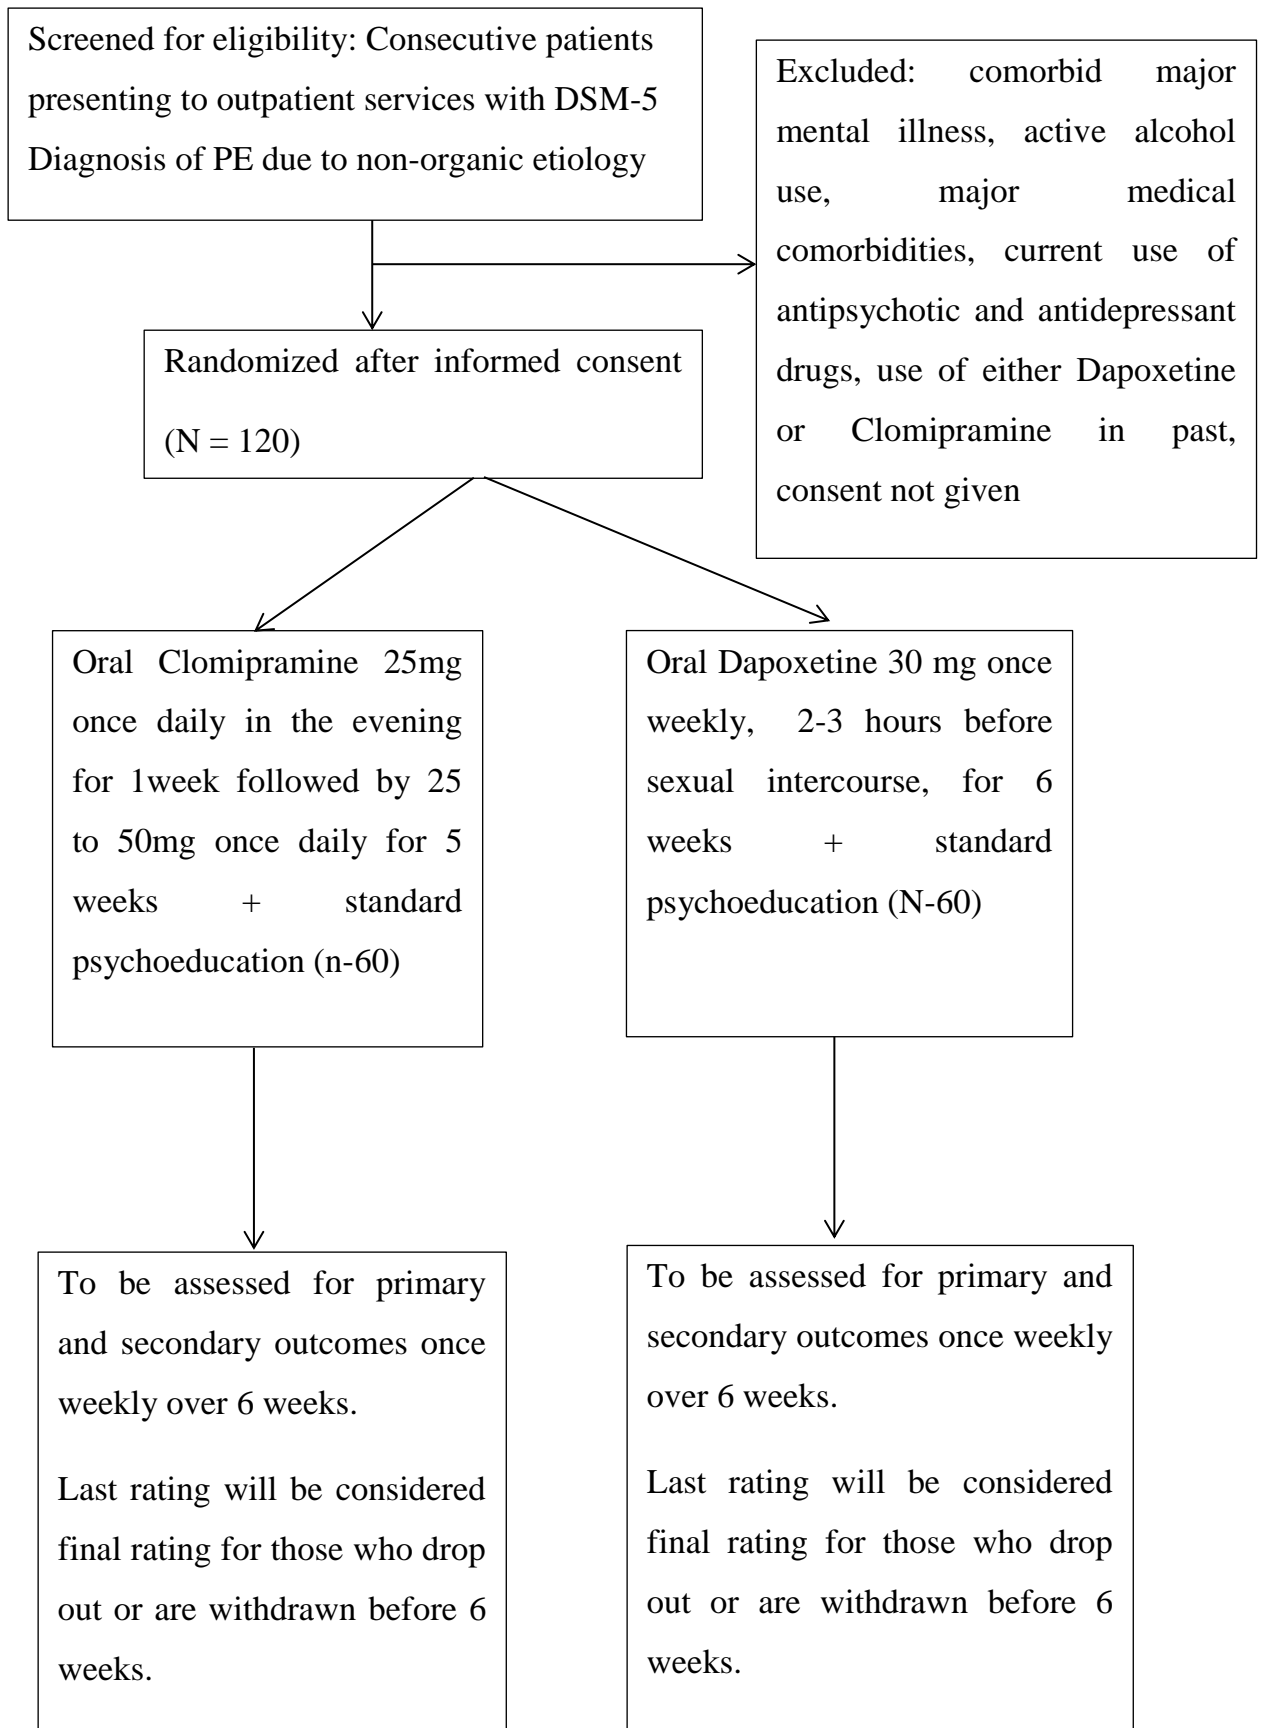 Screened for eligibility: Consecutive patients
presenting to outpatient services with DSM-5
Diagnosis of PE due to non-organic etiology
Excluded: comorbid major
mental illness, active alcohol
use, major medical
comorbidities, current use of
antipsychotic and antidepressant
drugs, use of either Dapoxetine
or Clomipramine in past,
consent not given
Randomized after informed consent
(N = 120)
Oral Clomipramine 25mg
once daily in the evening
for 1week followed by 25
to 50mg once daily for 5
weeks + standard
psychoeducation (n-60)
Oral Dapoxetine 30 mg once
weekly, 2-3 hours before
sexual intercourse, for 6
weeks + standard
psychoeducation (N-60)
To be assessed for primary
and secondary outcomes once
weekly over 6 weeks.
Last rating will be considered
final rating for those who drop
out or are withdrawn before 6
weeks.
To be assessed for primary and
secondary outcomes once weekly
over 6 weeks.
Last rating will be considered
final rating for those who drop
out or are withdrawn before 6
weeks.